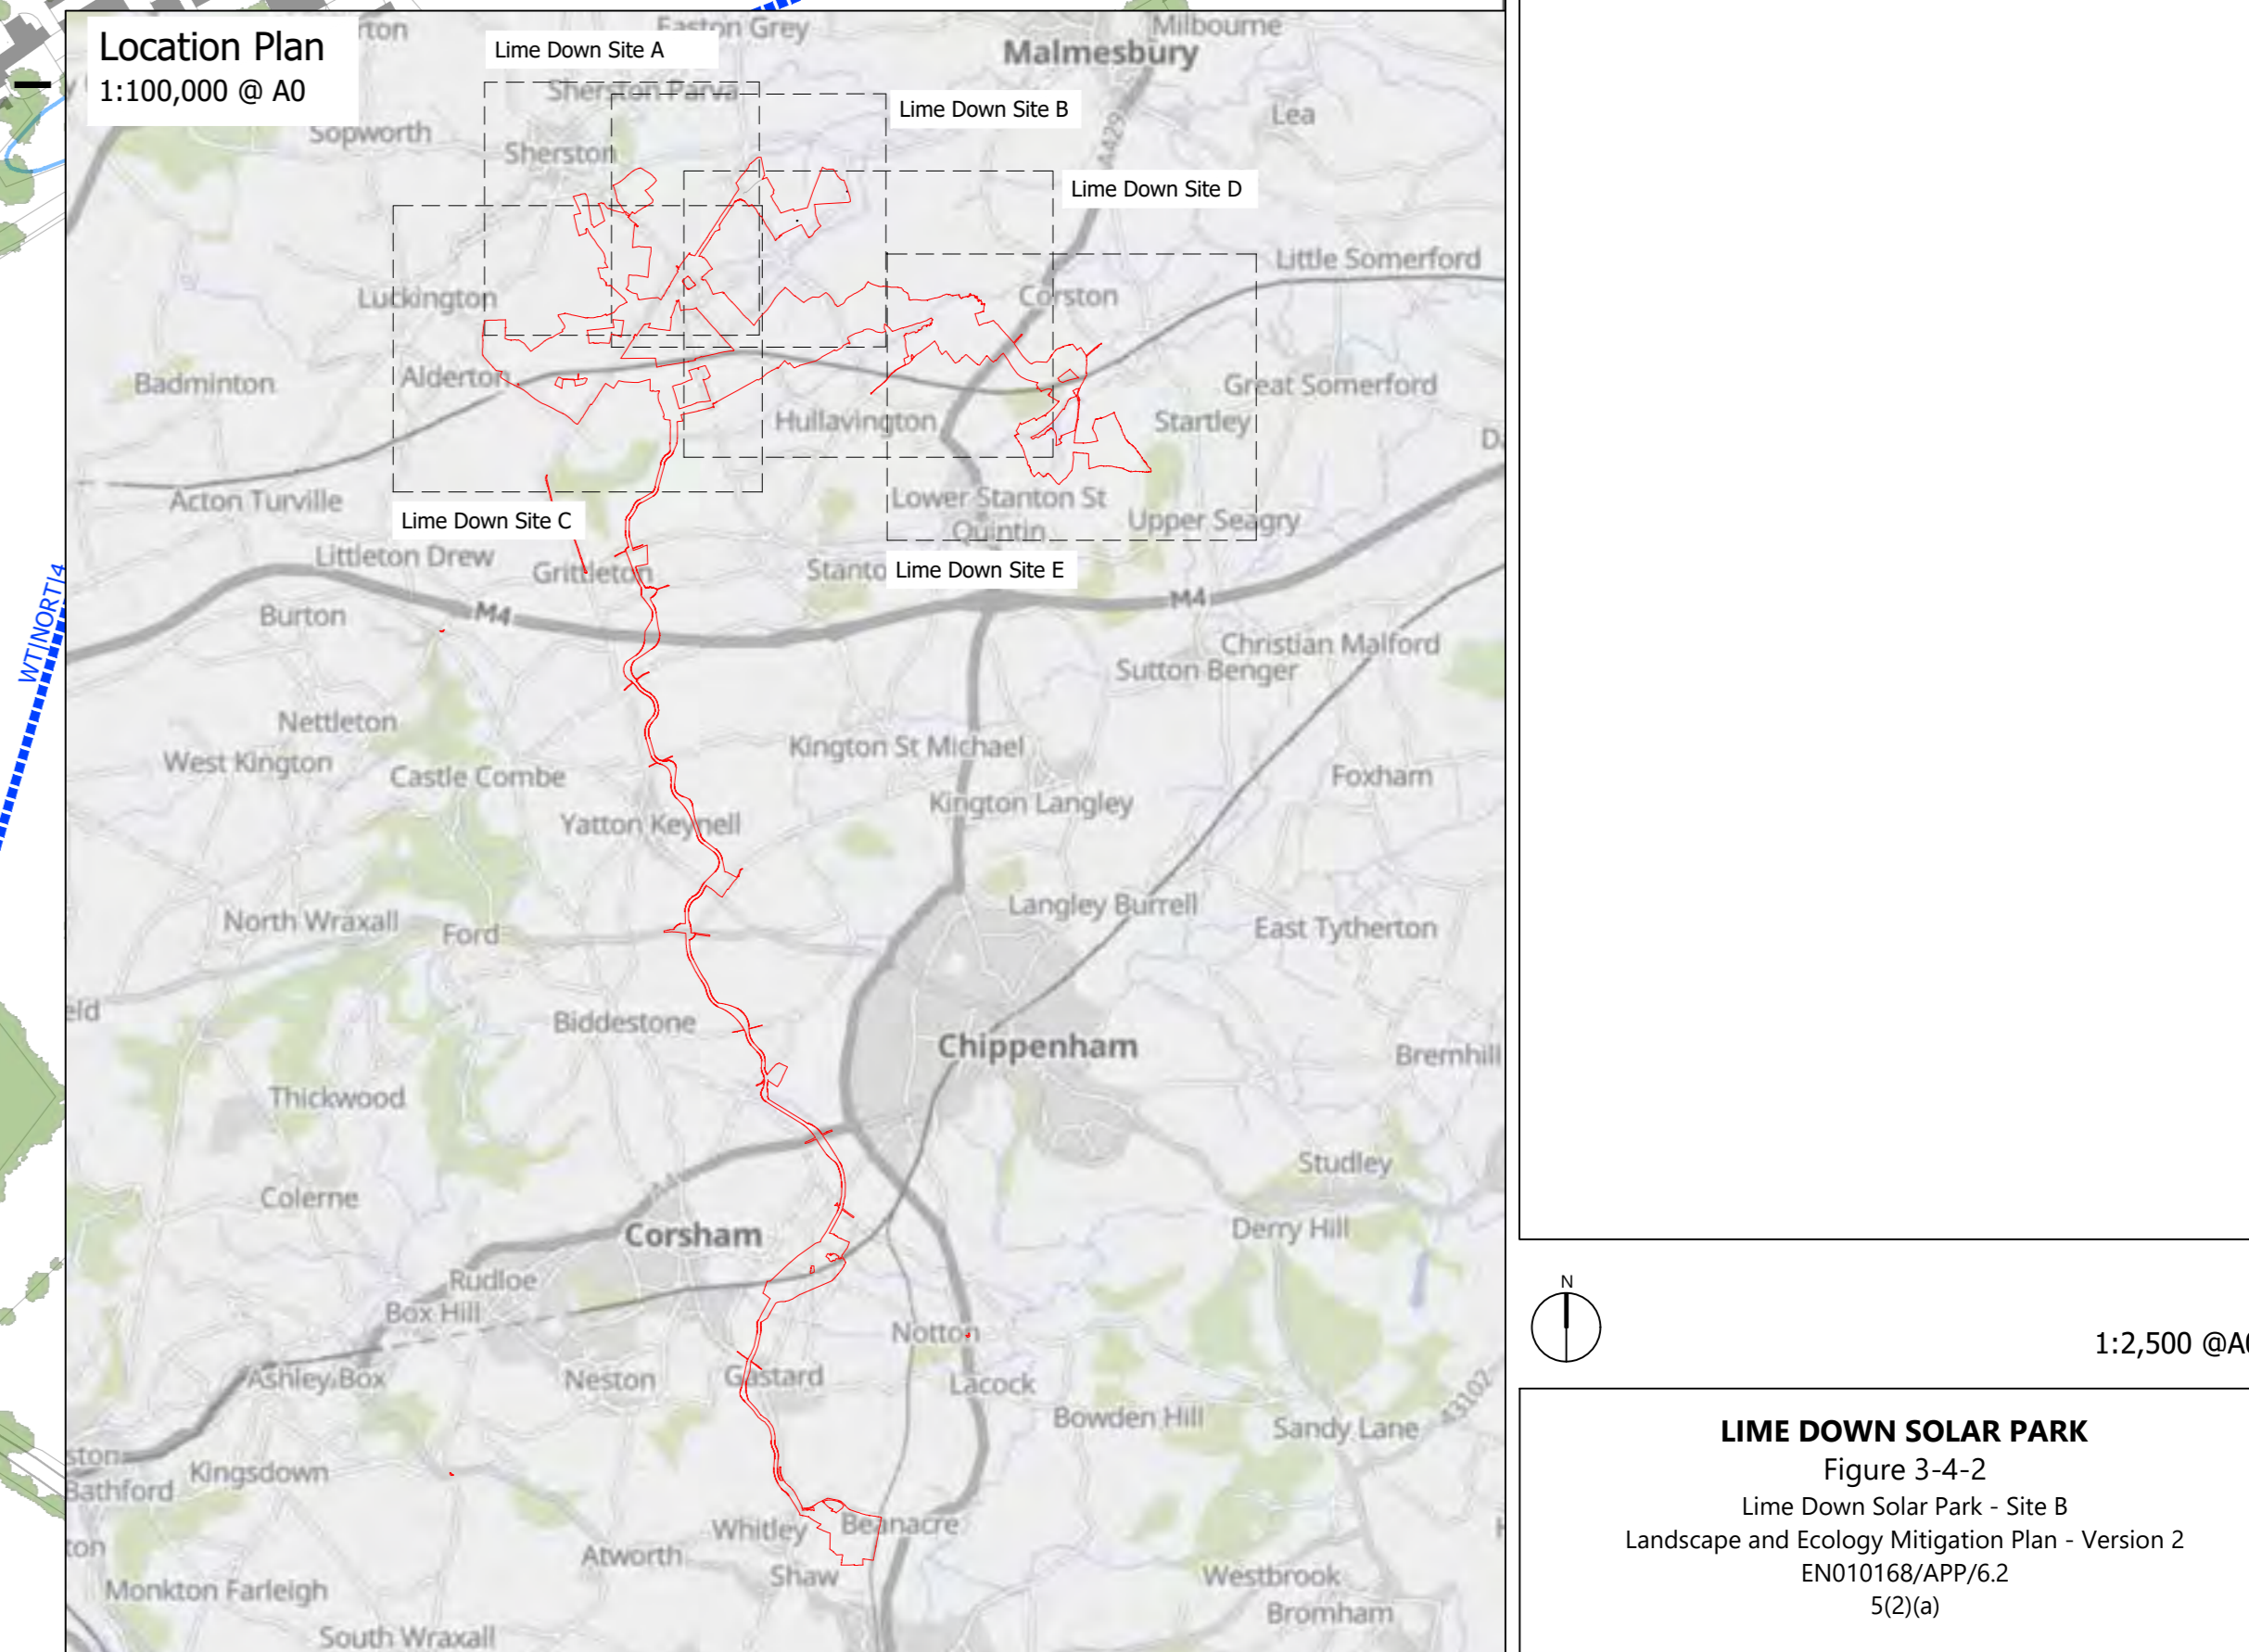 Location Plan
1:100,000 @ A0
rton
Easton Grey
Milbourne
Malmesbury
Lime Down Site A
Sherston Parva
Lime Down Site B
A429
Lea
Sopworth
Sherston
Lime Down Site D
Little Somerford
Luckington
Corston
Badminton
Alderton
Great Somerford
Hullavington
Startley
Acton Turville
Lower Stanton St
Quintin
Upper Seagry
Lime Down Site C
Littleton Drew
Grittleton
Stanto
Lime Down Site E
WT|NORT|4
Burton
M4
M4
Christian Malford
Sutton Benger
Nettleton
Kington St Michael
West Kington
Castle Combe
Foxham
Kington Langley
Yatton Keynell
Langley Burrell
North Wraxall
Ford
East Tytherton
eld
Biddestone
Chippenham
Bremhill
Thickwood
Studley
Colerne
Corsham
Derry Hill
Rudloe
Box Hill
Notton
Ashley Box
Neston
Gastard
Lacock
Bowden Hill
Sandy Lane
ston
Kingsdown
Bathford
Whitley
Beanacre
ton
Atworth
Shaw
Westbrook
Monkton Farleigh
Bromham
South Wraxall
N
1:2,500 @A0
LIME DOWN SOLAR PARK
Figure 3-4-2
Lime Down Solar Park - Site B
Landscape and Ecology Mitigation Plan - Version 2
EN010168/APP/6.2
5(2)(a)